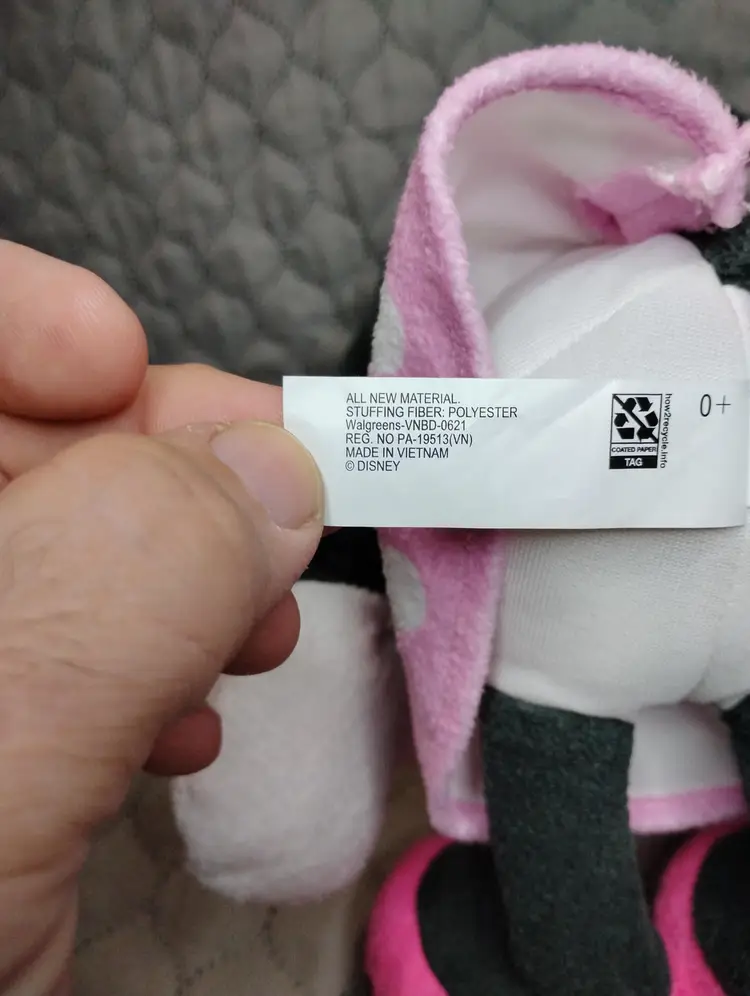 ALL NEW MATERIAL.
STUFFING FIBER: POLYESTER
Walgreens-VNBD-0621
REG. NO PA-19513(VN)
MADE IN VIETNAM
© DISNEY
COATED PAPER
TAG
how2recycle.info
0+